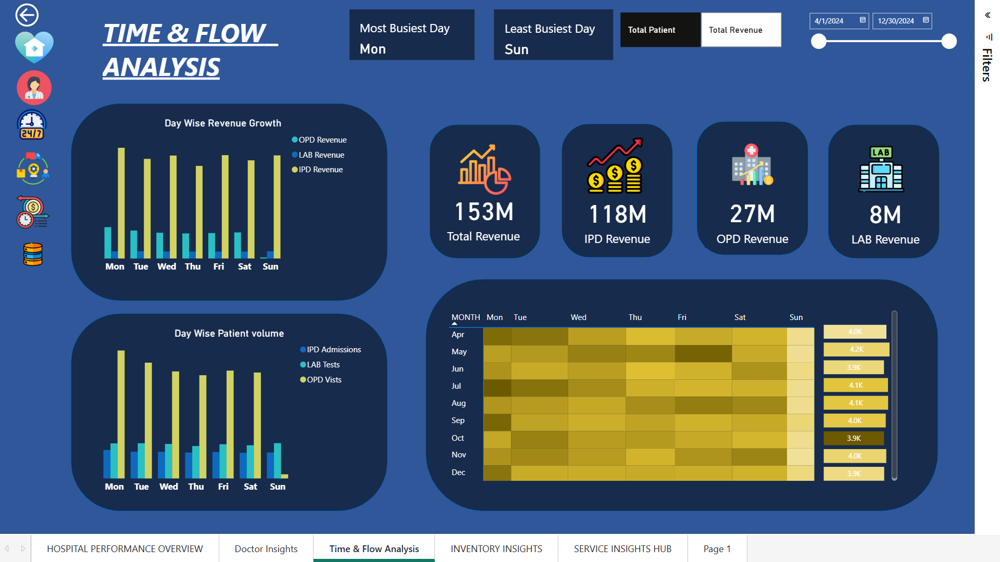 TIME & FLOW
ANALYSIS
Most Busiest Day
Mon
Least Busiest Day
Sun
Total Patient
Total Revenue
4/1/2024
12/30/2024
Filters
24/7
Day Wise Revenue Growth
OPD Revenue
LAB Revenue
IPD Revenue
Mon Tue Wed Thu Fri Sat Sun
153M
Total Revenue
118M
IPD Revenue
27M
OPD Revenue
LAB
8M
LAB Revenue
Day Wise Patient volume
IPD Admissions
LAB Tests
OPD Vists
Mon Tue Wed Thu Fri Sat Sun
MONTH Mon Tue Wed Thu Fri Sat Sun
Apr 4.0K
May 4.2K
Jun 3.9K
Jul 4.1K
Aug 4.1K
Sep 4.0K
Oct 3.9K
Nov 4.0K
Dec 3.9K
HOSPITAL PERFORMANCE OVERVIEW
Doctor Insights
Time & Flow Analysis
INVENTORY INSIGHTS
SERVICE INSIGHTS HUB
Page 1